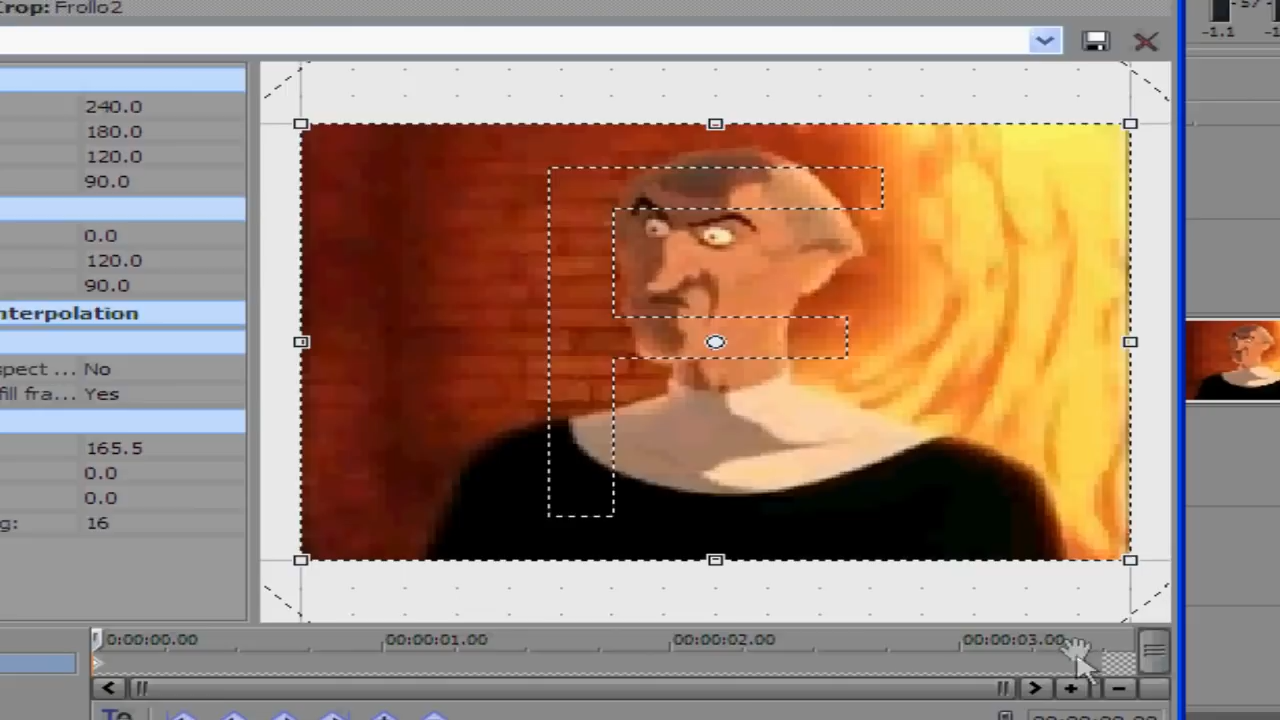 Crop: Frollo2
-57-
-1.1
240.0
180.0
120.0
90.0
0.0
120.0
90.0
nterpolation
spect ... No
fill fra... Yes
165.5
0.0
0.0
g: 16
0:00:00.00 00:00:01.00 00:00:02.00 00:00:03.00